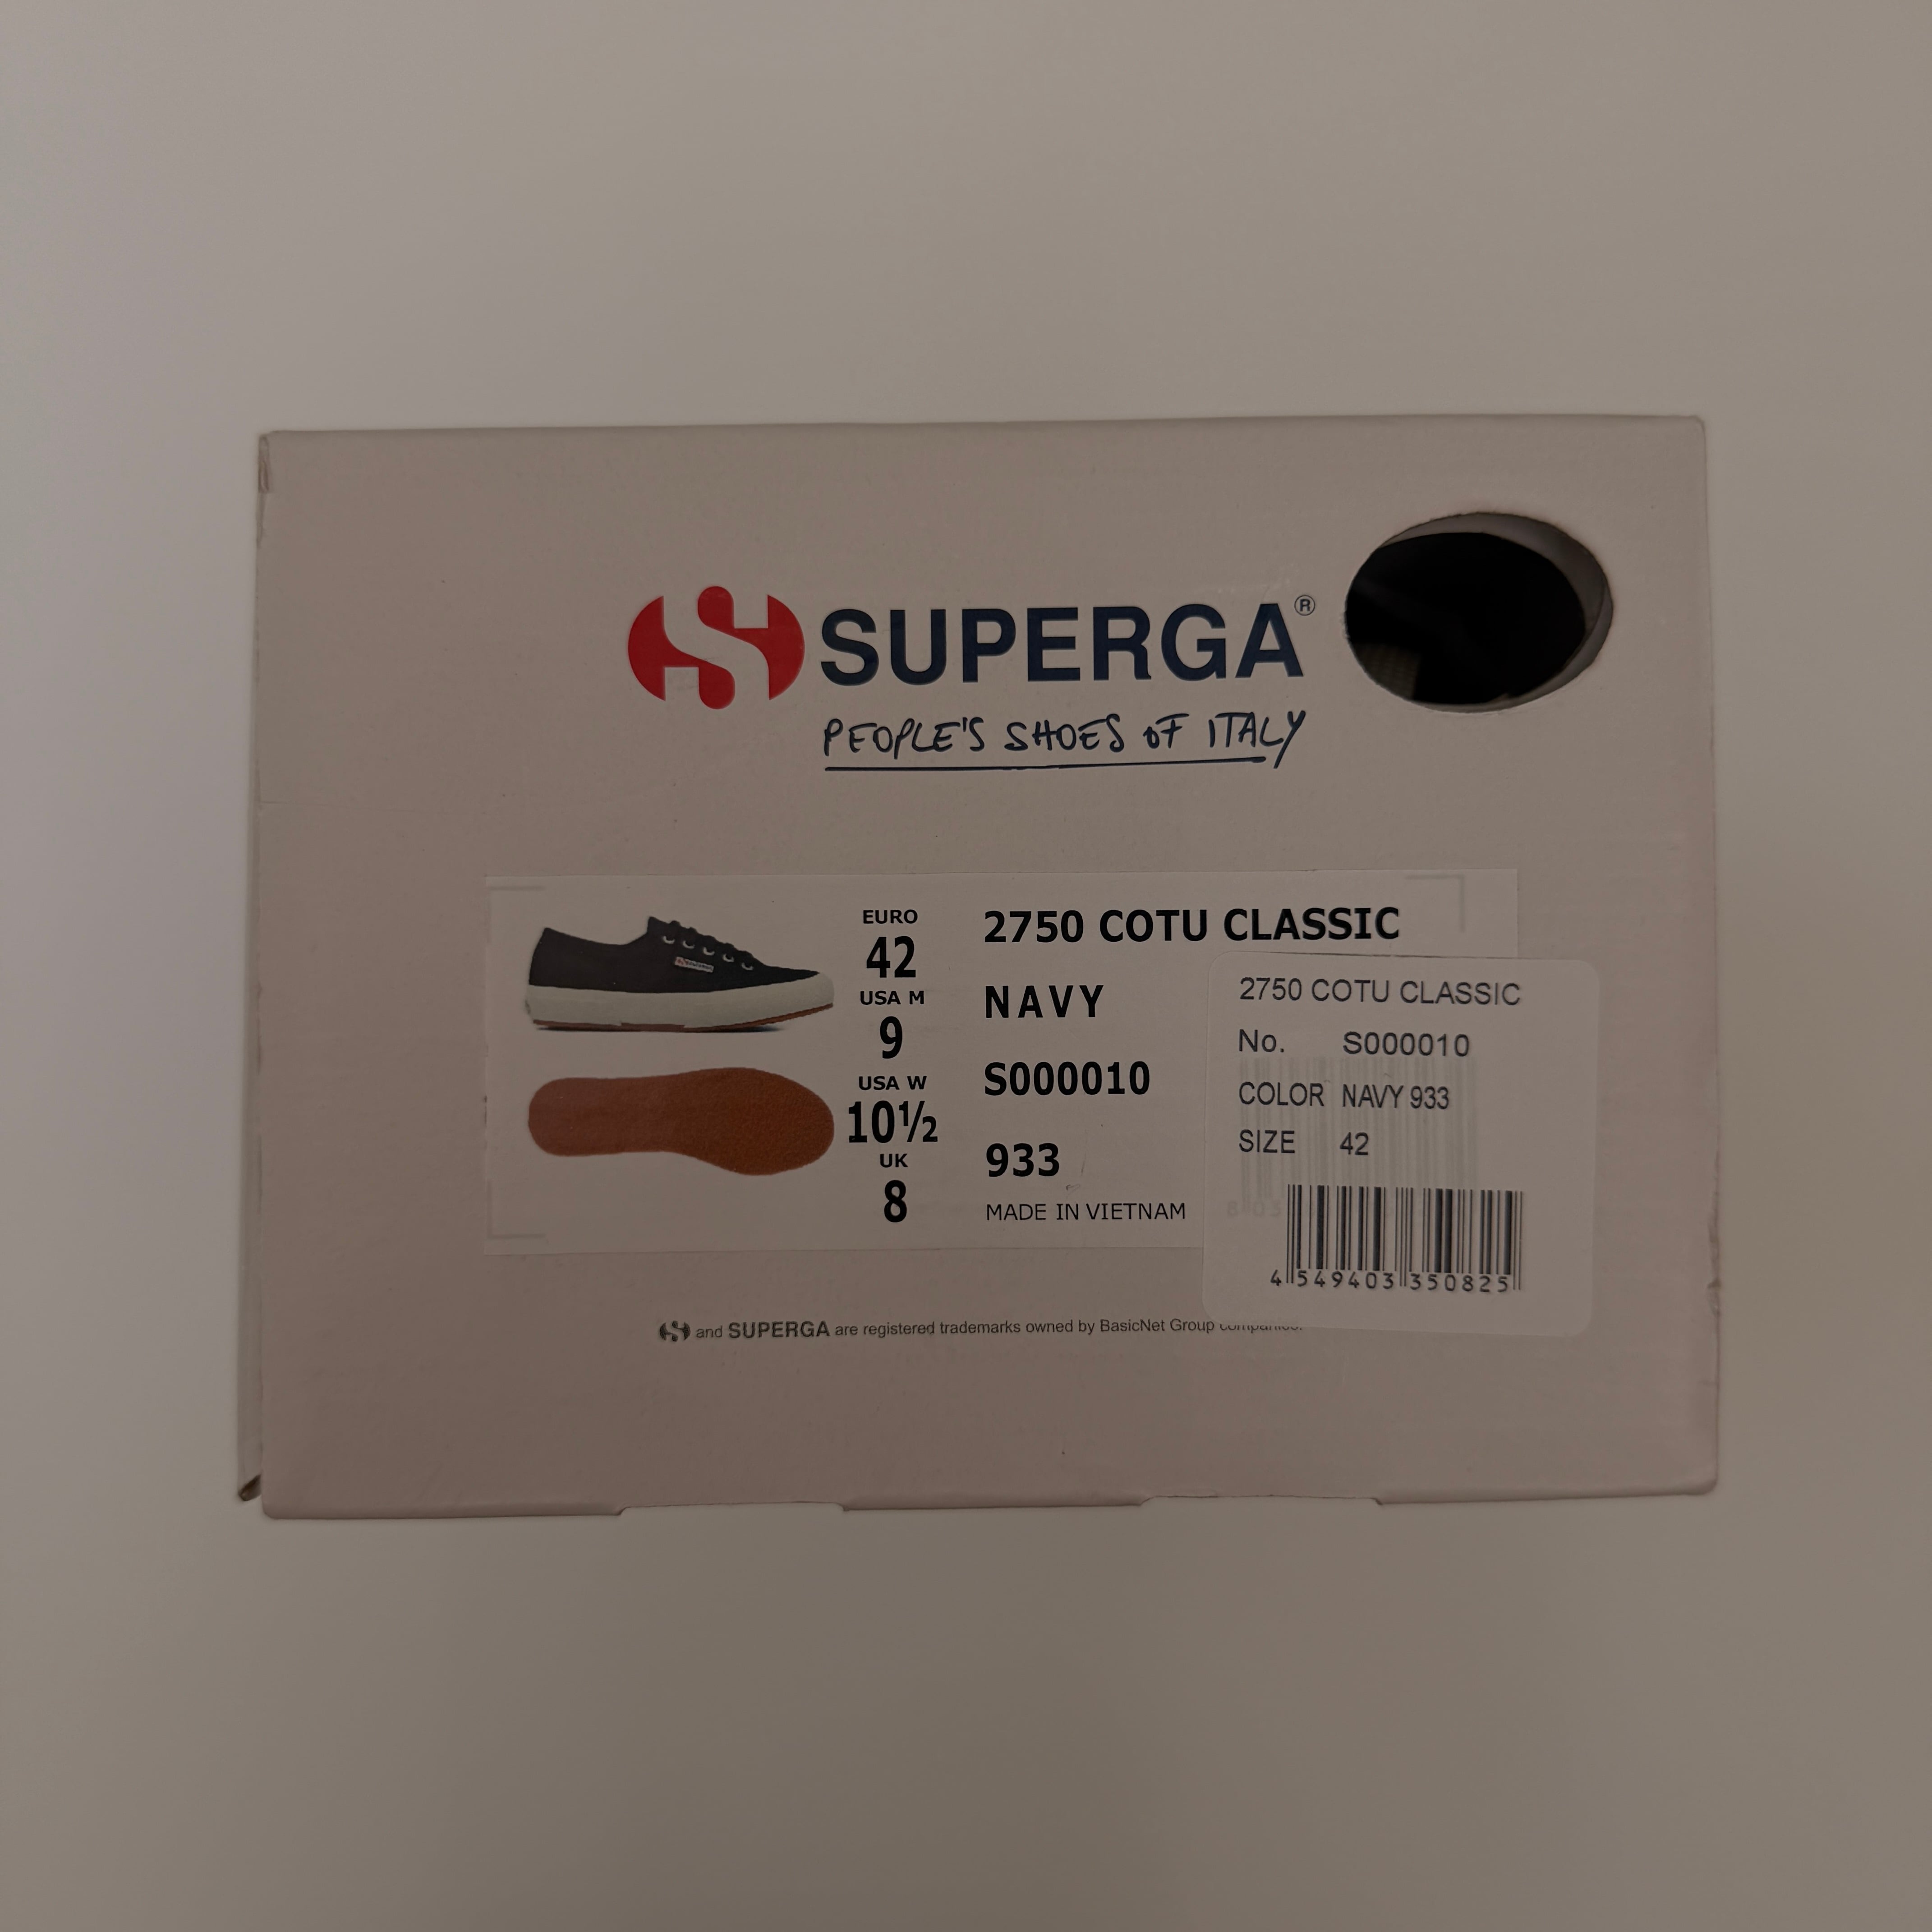 SUPERGA®
PEOPLE'S SHOES OF ITALY
EURO
42
USA M
9
USA W
10½
UK
8
2750 COTU CLASSIC
NAVY
S000010
933
MADE IN VIETNAM
2750 COTU CLASSIC
No. S000010
COLOR NAVY 933
SIZE 42
4 549403 350825
and SUPERGA are registered trademarks owned by BasicNet Group companies.